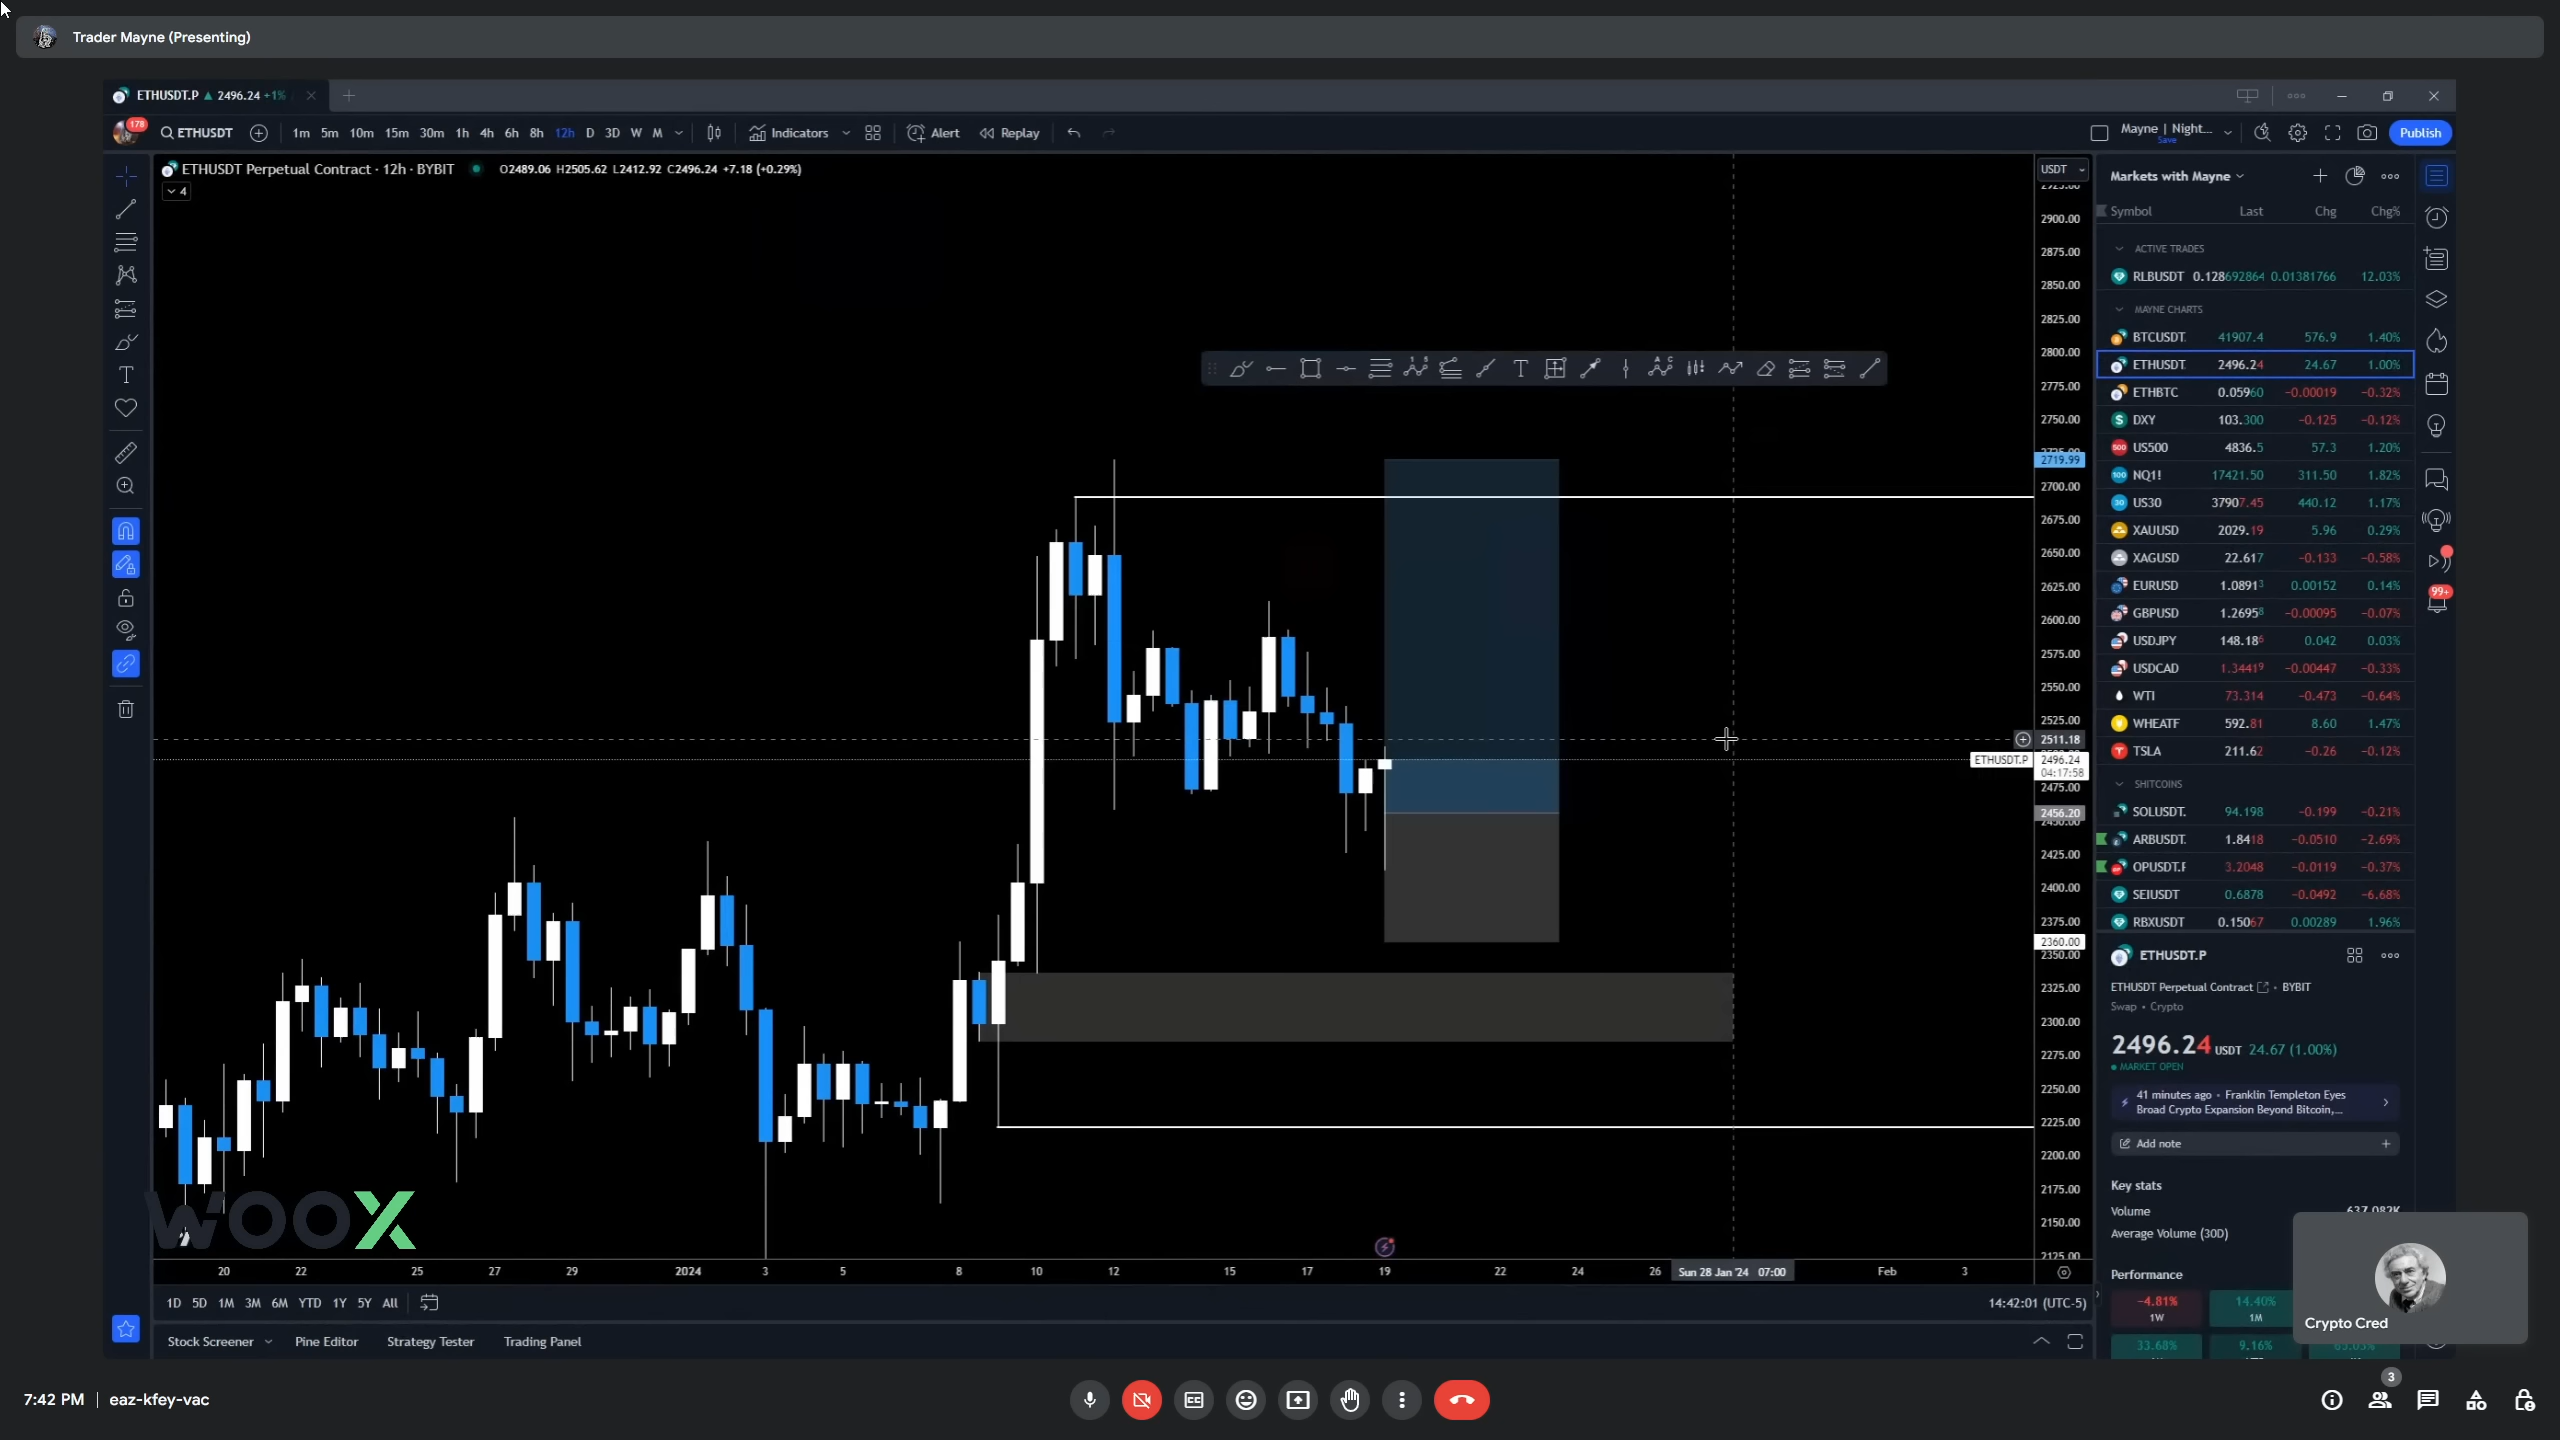 Trader Mayne (Presenting)
ETHUSDT.P ▲ 2496.24 +1%
178 ETHUSDT 1m 5m 10m 15m 30m 1h 4h 6h 8h 12h D 3D W M Indicators Alert Replay Mayne | Night... Save Publish
ETHUSDT Perpetual Contract · 12h · BYBIT O2489.06 H2505.62 L2412.92 C2496.24 +7.18 (+0.29%)
4
USDT
2900.00
2875.00
2850.00
2825.00
2800.00
2775.00
2750.00
2719.99
2700.00
2675.00
2650.00
2625.00
2600.00
2575.00
2550.00
2525.00
2511.18
ETHUSDT.P 2496.24
04:17:58
2475.00
2456.20
2425.00
2400.00
2375.00
2360.00
2350.00
2325.00
2300.00
2275.00
2250.00
2225.00
2200.00
2175.00
2150.00
2125.00
WOOX
20 22 25 27 29 2024 3 5 8 10 12 15 17 19 22 24 26 Sun 28 Jan '24 07:00 Feb 3
1D 5D 1M 3M 6M YTD 1Y 5Y All 14:42:01 (UTC-5)
Stock Screener Pine Editor Strategy Tester Trading Panel
Markets with Mayne
Symbol Last Chg Chg%
ACTIVE TRADES
RLBUSDT 0.128692864 0.01381766 12.03%
MAYNE CHARTS
BTCUSDT. 41907.4 576.9 1.40%
ETHUSDT. 2496.24 24.67 1.00%
ETHBTC 0.05960 −0.00019 −0.32%
DXY 103.300 −0.125 −0.12%
US500 4836.5 57.3 1.20%
NQ1! 17421.50 311.50 1.82%
US30 37907.45 440.12 1.17%
XAUUSD 2029.19 5.96 0.29%
XAGUSD 22.617 −0.133 −0.58%
EURUSD 1.08913 0.00152 0.14%
GBPUSD 1.26958 −0.00095 −0.07%
USDJPY 148.186 0.042 0.03%
USDCAD 1.34419 −0.00447 −0.33%
WTI 73.314 −0.473 −0.64%
WHEATF 592.81 8.60 1.47%
TSLA 211.62 −0.26 −0.12%
SHITCOINS
SOLUSDT. 94.198 −0.199 −0.21%
ARBUSDT. 1.8418 −0.0510 −2.69%
OPUSDT.F 3.2048 −0.0119 −0.37%
SEIUSDT 0.6878 −0.0492 −6.68%
RBXUSDT 0.15067 0.00289 1.96%
99+
ETHUSDT.P
ETHUSDT Perpetual Contract • BYBIT
Swap • Crypto
2496.24 USDT 24.67 (1.00%)
MARKET OPEN
41 minutes ago • Franklin Templeton Eyes
Broad Crypto Expansion Beyond Bitcoin,...
Add note
Key stats
Volume
Average Volume (30D)
Performance
−4.81% 14.40%
1W 1M
33.68% 9.16%
Crypto Cred
7:42 PM | eaz-kfey-vac
3